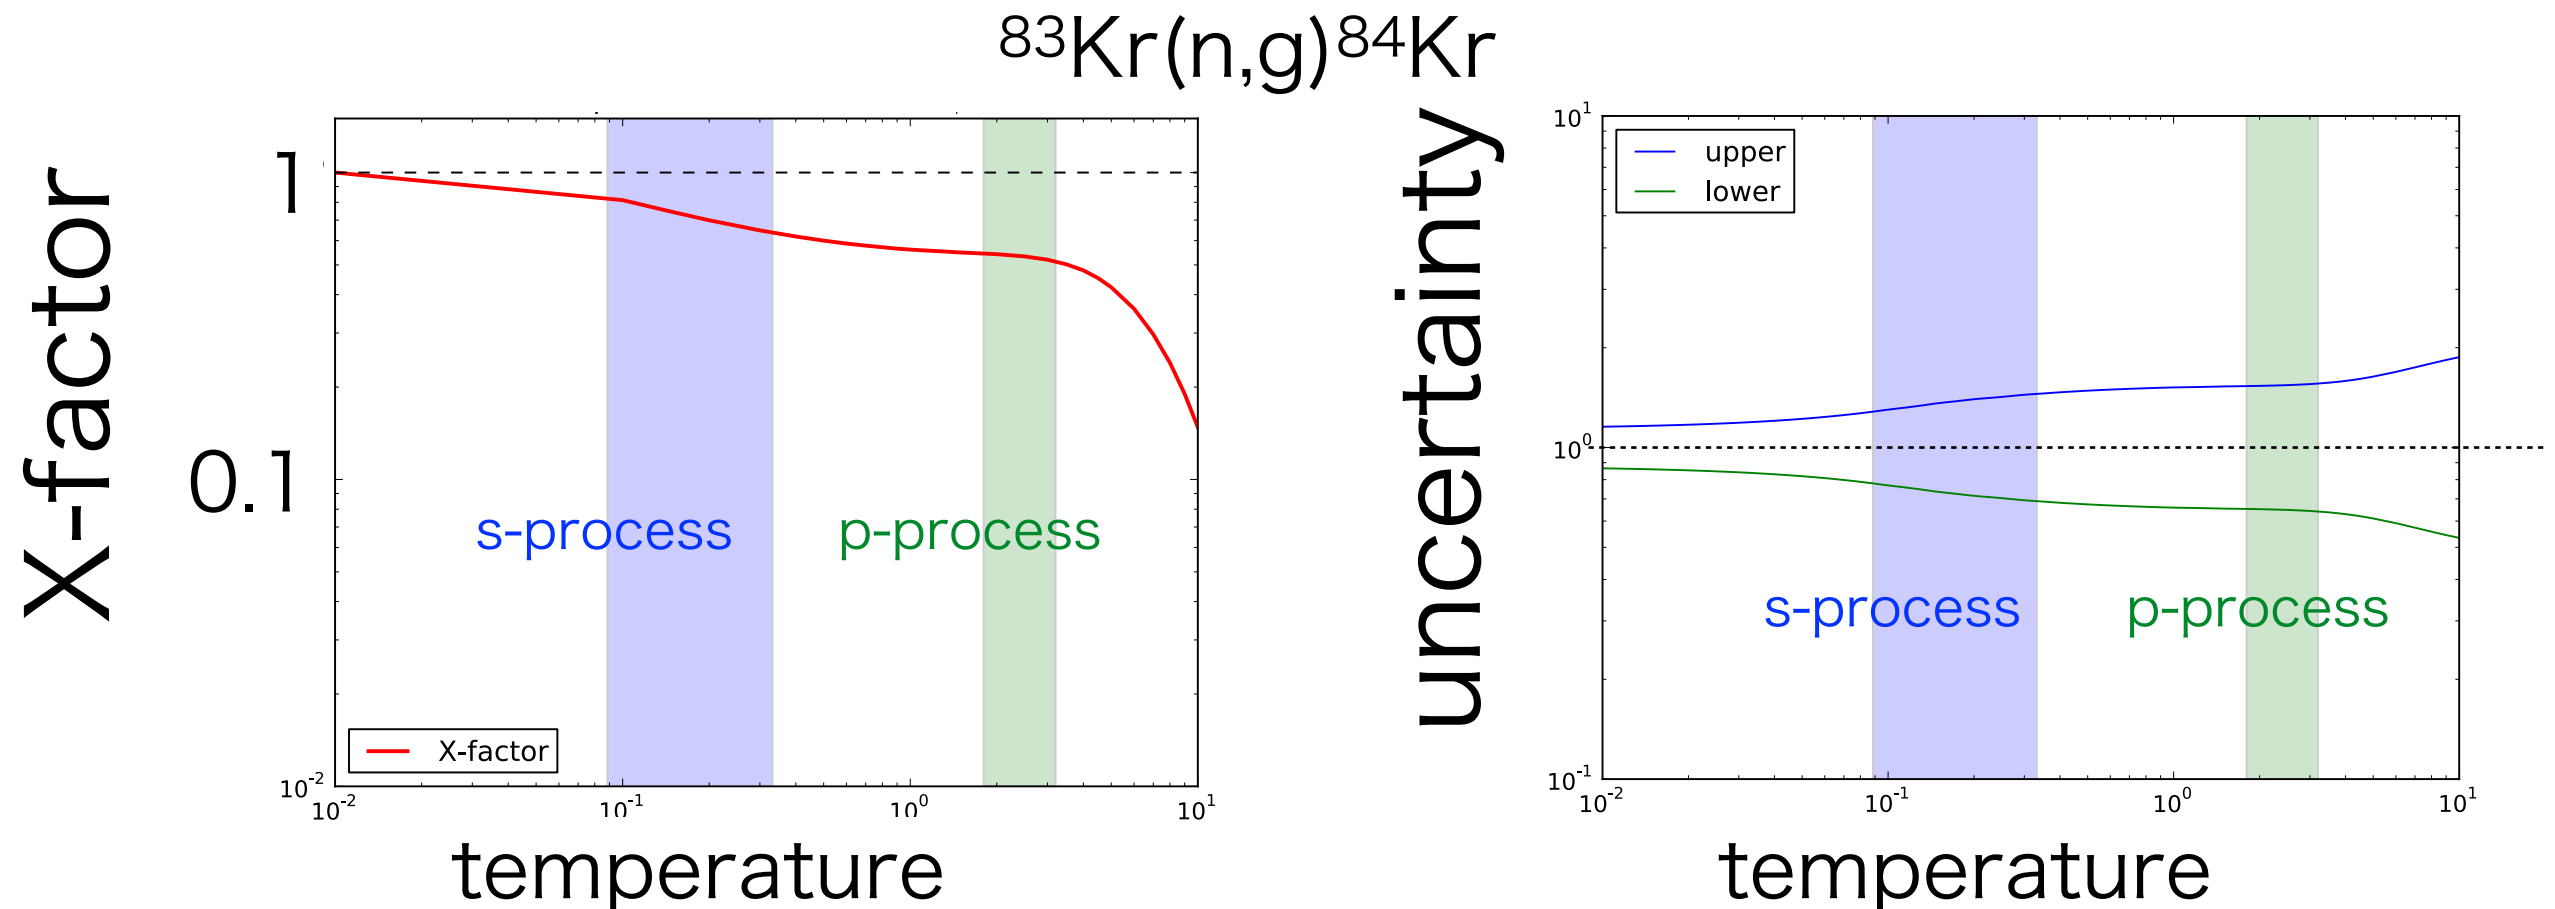 ⁸³Kr(n,g)⁸⁴Kr
X-factor
1
0.1
10⁻²
s-process
p-process
X-factor
10⁻² 10⁻¹ 10⁰ 10¹
temperature
uncertainty
10¹
10⁰
10⁻¹
upper
lower
s-process
p-process
10⁻² 10⁻¹ 10⁰ 10¹
temperature